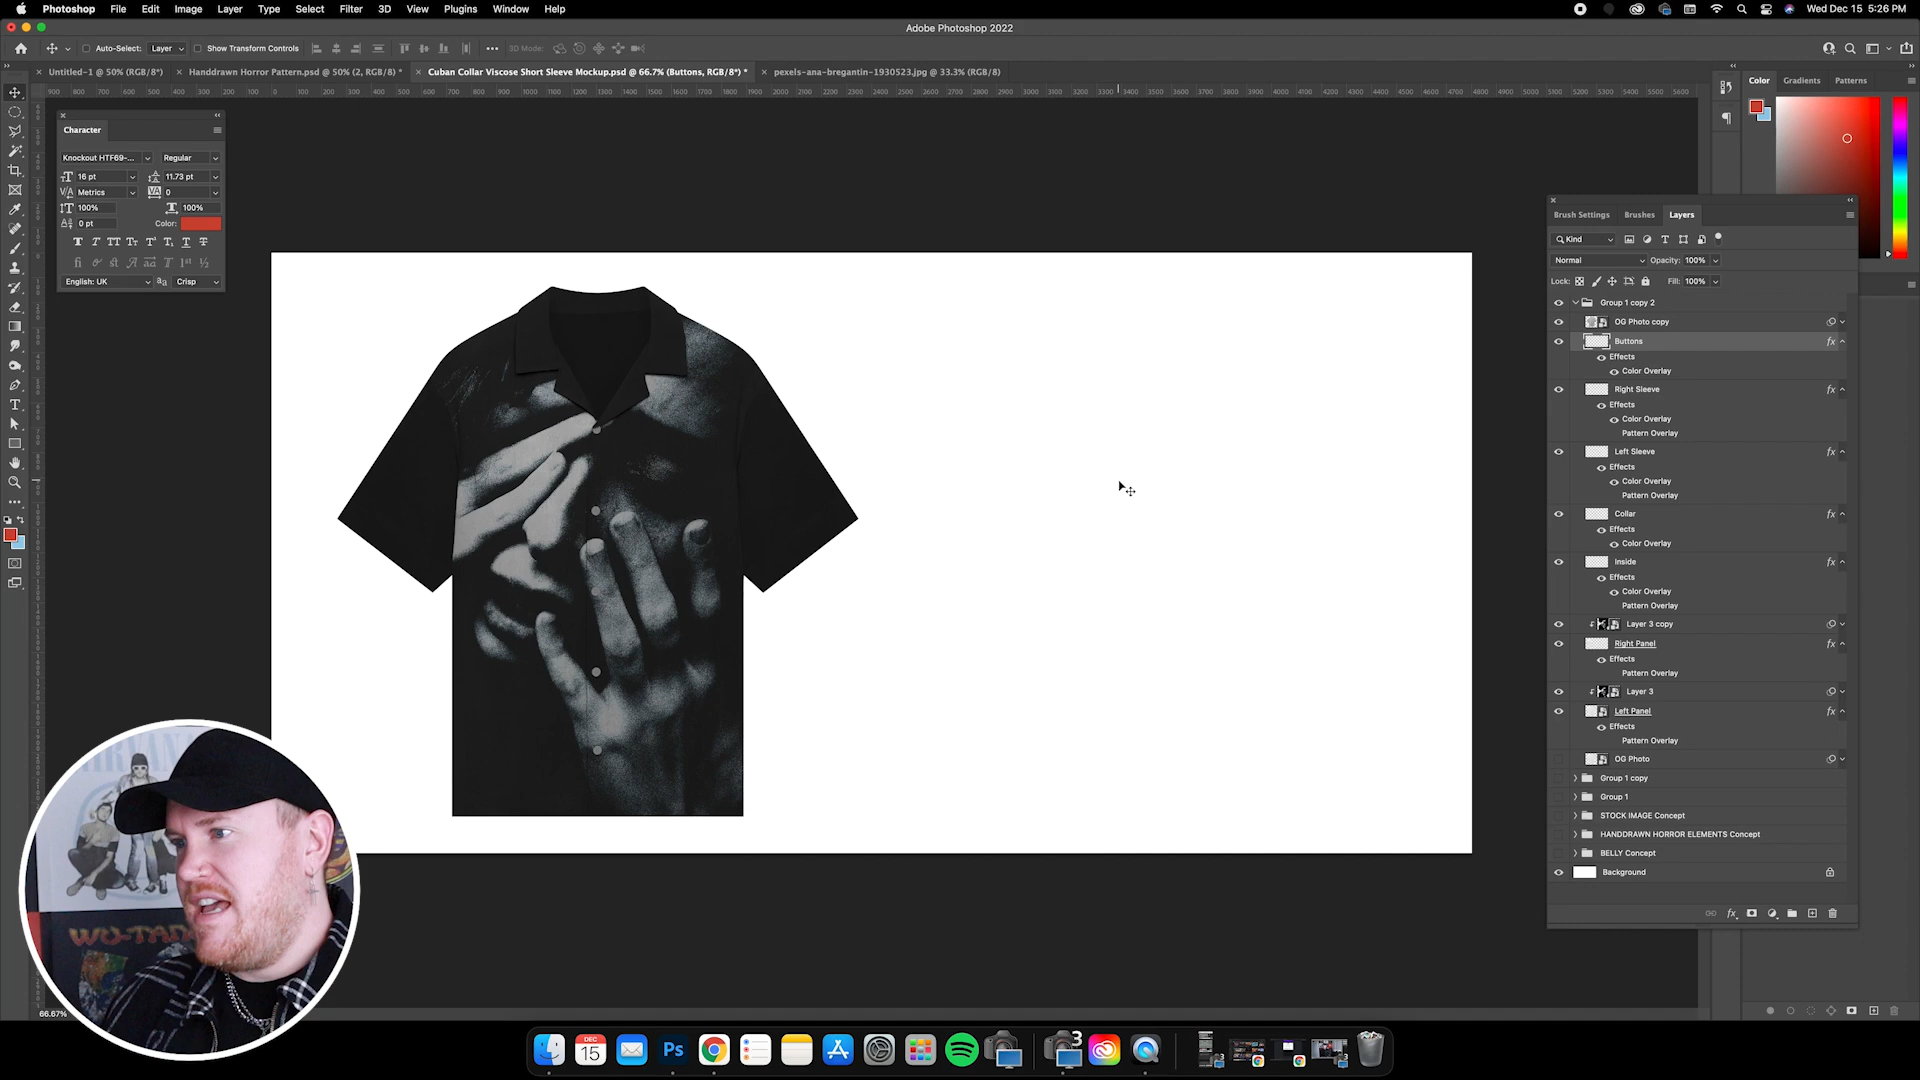 Photoshop File Edit Image Layer Type Select Filter 3D View Plugins Window Help
Wed Dec 15 5:26 PM
Adobe Photoshop 2022
Auto-Select: Layer Show Transform Controls 3D Mode:
Untitled-1 @ 50% (RGB/8*)
Handdrawn Horror Pattern.psd @ 50% (2, RGB/8) *
Cuban Collar Viscose Short Sleeve Mockup.psd @ 66.7% (Buttons, RGB/8*) *
pexels-ana-bregantin-1930523.jpg @ 33.3% (RGB/8)
Color Gradients Patterns
Character
Knockout HTF69-... Regular
16 pt 11.73 pt
Metrics 0
100% 100%
0 pt Color:
English: UK Crisp
Brush Settings Brushes Layers
Kind
Normal Opacity: 100%
Lock: Fill: 100%
Group 1 copy 2
OG Photo copy
Buttons
Effects
Color Overlay
Right Sleeve
Effects
Color Overlay
Pattern Overlay
Left Sleeve
Effects
Color Overlay
Pattern Overlay
Collar
Effects
Color Overlay
Inside
Effects
Color Overlay
Pattern Overlay
Layer 3 copy
Right Panel
Effects
Pattern Overlay
Layer 3
Left Panel
Effects
Pattern Overlay
OG Photo
Group 1 copy
Group 1
STOCK IMAGE Concept
HANDDRAWN HORROR ELEMENTS Concept
BELLY Concept
Background
66.67%
DEC
15
Ps
3